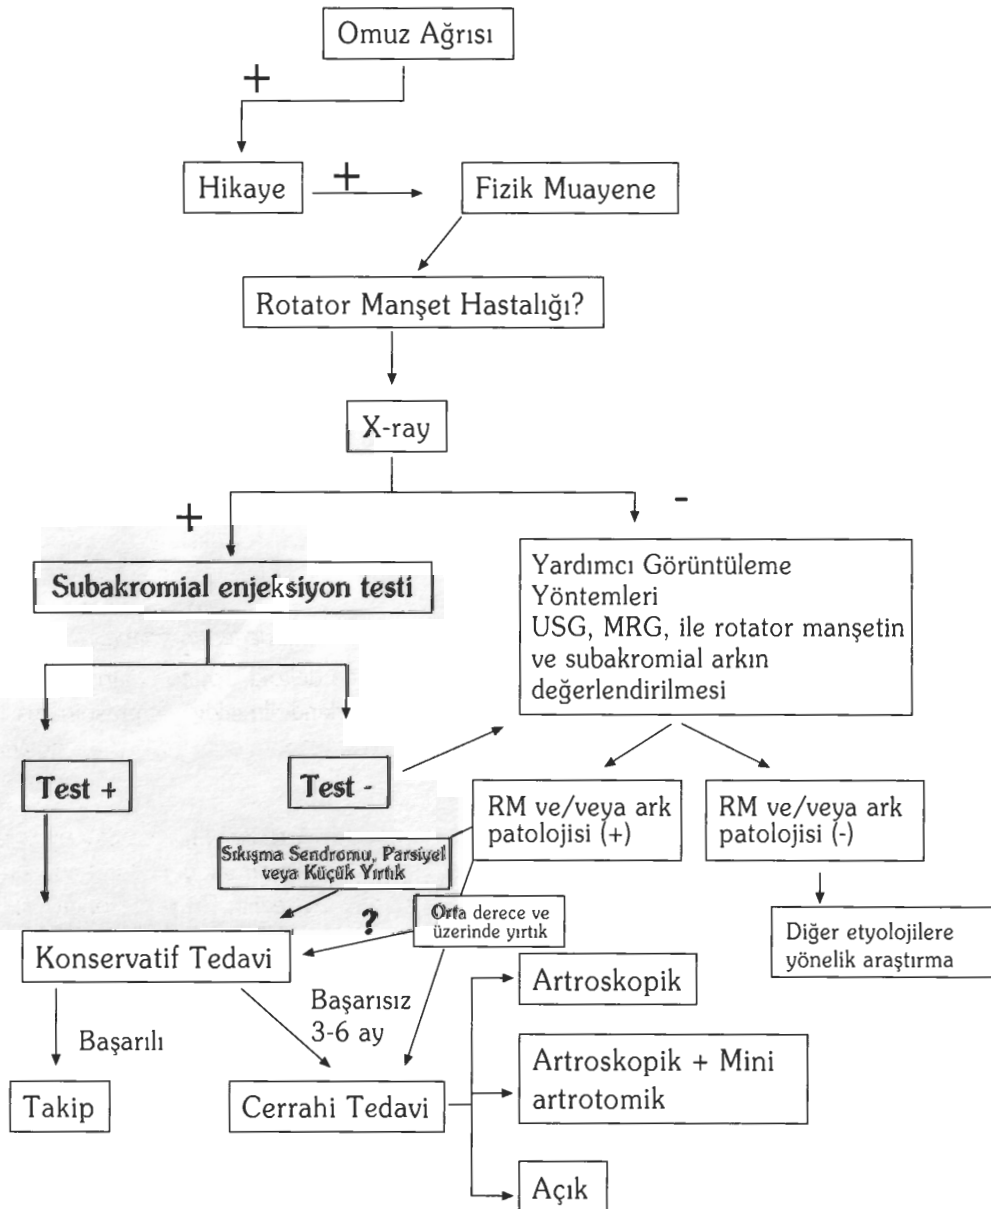 Omuz Ağrısı
+
Hikaye
+
Fizik Muayene
Rotator Manşet Hastalığı?
X-ray
+
-
Subakromial enjeksiyon testi
Yardımcı Görüntüleme
Yöntemleri
USG, MRG, ile rotator manşetin
ve subakromial arkın
değerlendirilmesi
Test +
Test -
RM ve/veya ark
patolojisi (+)
RM ve/veya ark
patolojisi (-)
Sıkışma Sendromu, Parsiyel
veya Küçük Yırtık
?
Orta derece ve
üzerinde yırtık
Diğer etyolojilere
yönelik araştırma
Konservatif Tedavi
Başarılı
Başarısız
3-6 ay
Takip
Cerrahi Tedavi
Artroskopik
Artroskopik + Mini
artrotomik
Açık